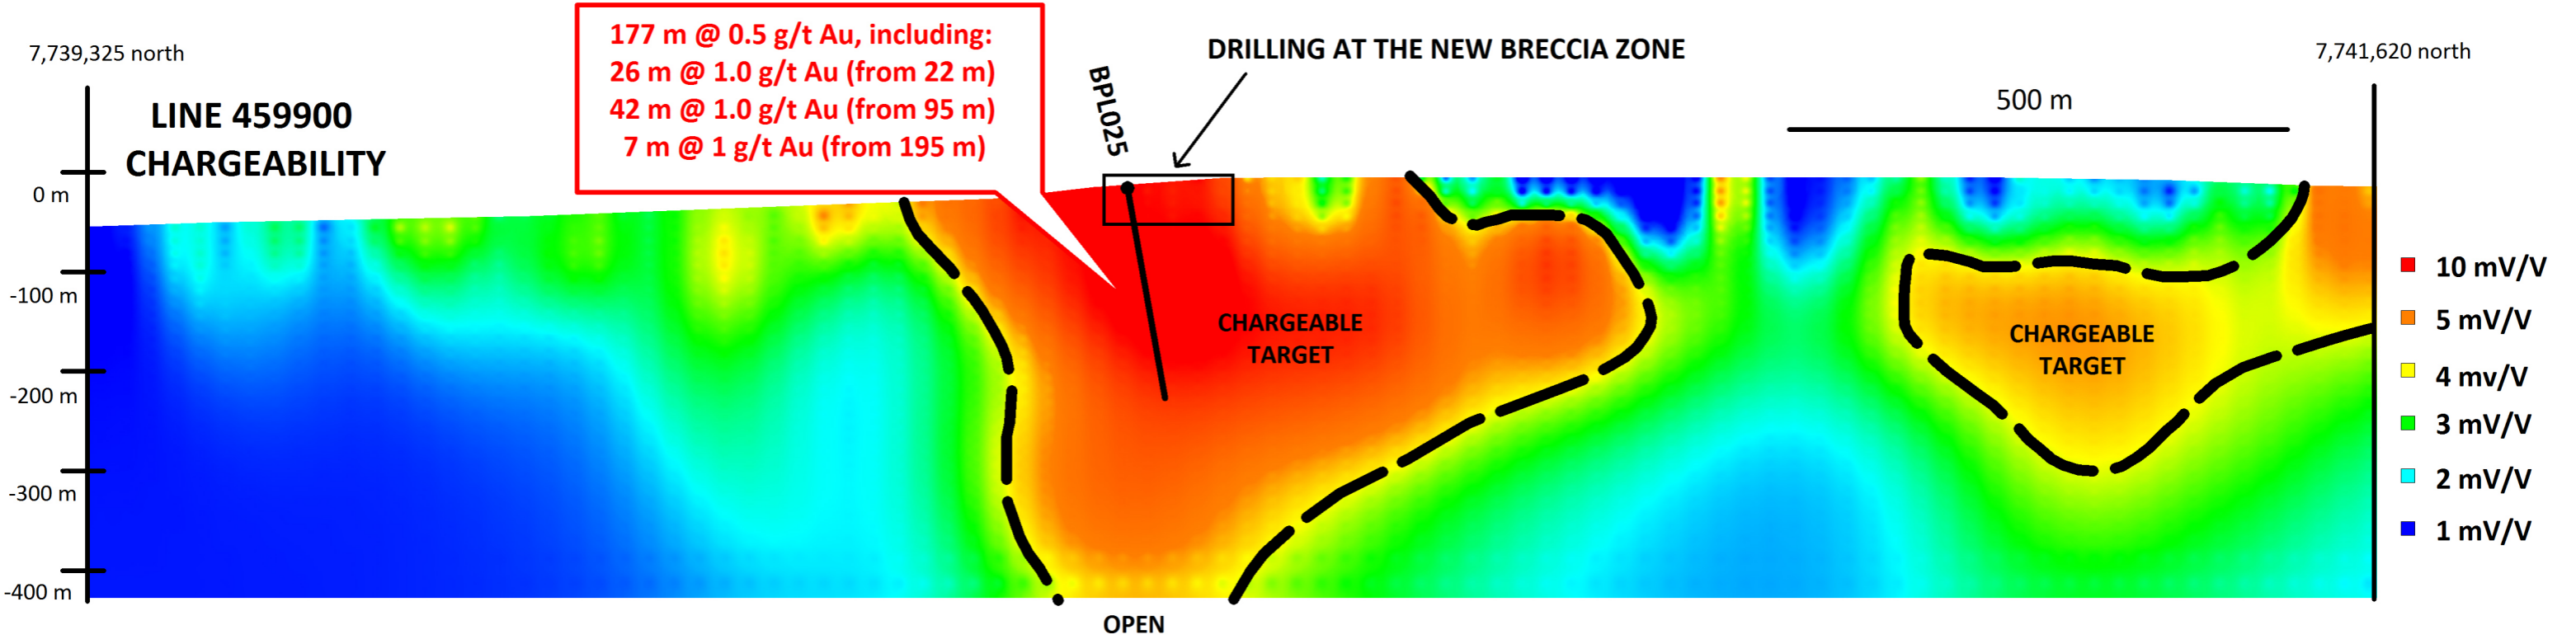 7,739,325 north
LINE 459900
CHARGEABILITY
177 m @ 0.5 g/t Au, including:
26 m @ 1.0 g/t Au (from 22 m)
42 m @ 1.0 g/t Au (from 95 m)
7 m @ 1 g/t Au (from 195 m)
BPL025
DRILLING AT THE NEW BRECCIA ZONE
7,741,620 north
500 m
0 m
-100 m
-200 m
-300 m
-400 m
CHARGEABLE
TARGET
CHARGEABLE
TARGET
OPEN
10 mV/V
5 mV/V
4 mv/V
3 mV/V
2 mV/V
1 mV/V